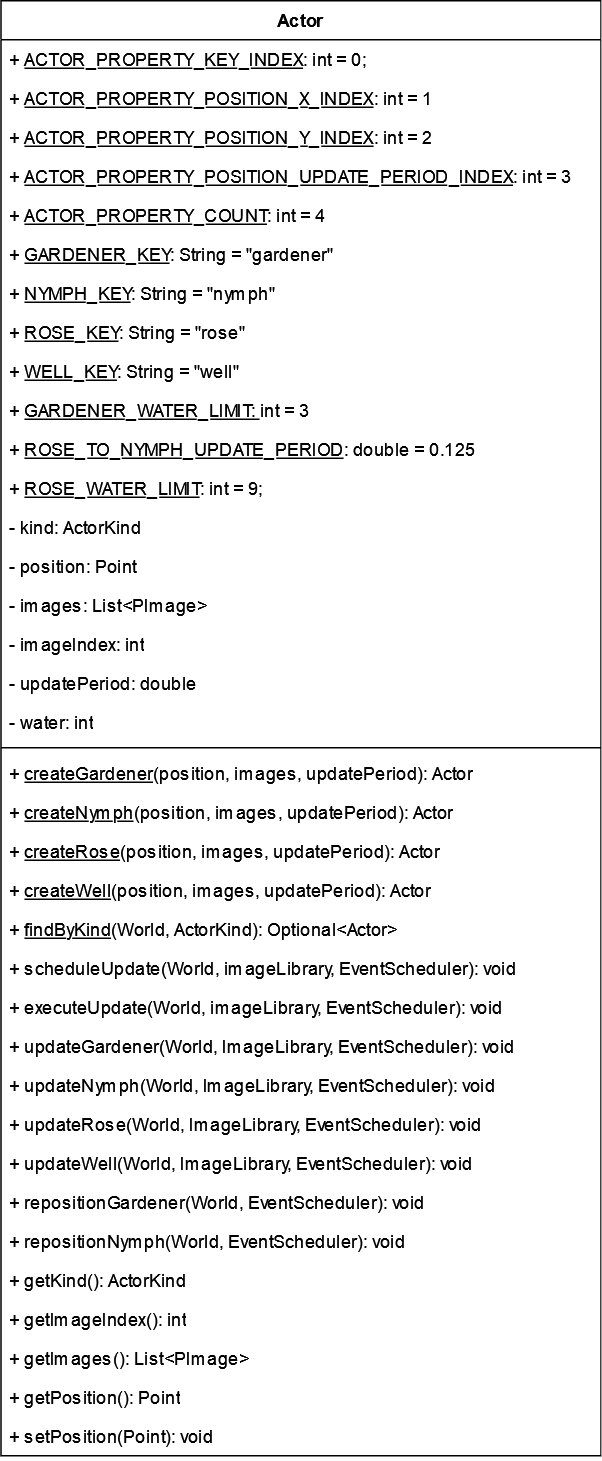 Actor
+ ACTOR_PROPERTY_KEY_INDEX: int = 0;
+ ACTOR_PROPERTY_POSITION_X_INDEX: int = 1
+ ACTOR_PROPERTY_POSITION_Y_INDEX: int = 2
+ ACTOR_PROPERTY_POSITION_UPDATE_PERIOD_INDEX: int = 3
+ ACTOR_PROPERTY_COUNT: int = 4
+ GARDENER_KEY: String = "gardener"
+ NYMPH_KEY: String = "nymph"
+ ROSE_KEY: String = "rose"
+ WELL_KEY: String = "well"
+ GARDENER_WATER_LIMIT: int = 3
+ ROSE_TO_NYMPH_UPDATE_PERIOD: double = 0.125
+ ROSE_WATER_LIMIT: int = 9;
- kind: ActorKind
- position: Point
- images: List<PImage>
- imageIndex: int
- updatePeriod: double
- water: int
+ createGardener(position, images, updatePeriod): Actor
+ createNymph(position, images, updatePeriod): Actor
+ createRose(position, images, updatePeriod): Actor
+ createWell(position, images, updatePeriod): Actor
+ findByKind(World, ActorKind): Optional<Actor>
+ scheduleUpdate(World, imageLibrary, EventScheduler): void
+ executeUpdate(World, imageLibrary, EventScheduler): void
+ updateGardener(World, ImageLibrary, EventScheduler): void
+ updateNymph(World, ImageLibrary, EventScheduler): void
+ updateRose(World, ImageLibrary, EventScheduler): void
+ updateWell(World, ImageLibrary, EventScheduler): void
+ repositionGardener(World, EventScheduler): void
+ repositionNymph(World, EventScheduler): void
+ getKind(): ActorKind
+ getImageIndex(): int
+ getImages(): List<PImage>
+ getPosition(): Point
+ setPosition(Point): void